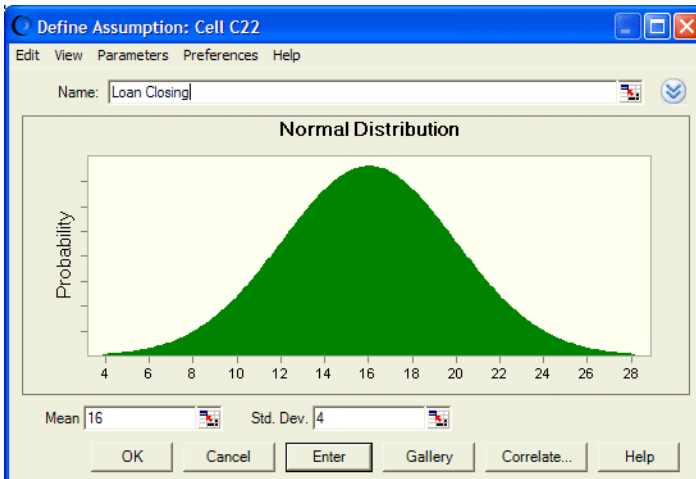 Define Assumption: Cell C22
Edit View Parameters Preferences Help
Name: Loan Closing
Normal Distribution
Probability
4 6 8 10 12 14 16 18 20 22 24 26 28
Mean 16 Std. Dev. 4
OK Cancel Enter Gallery Correlate... Help